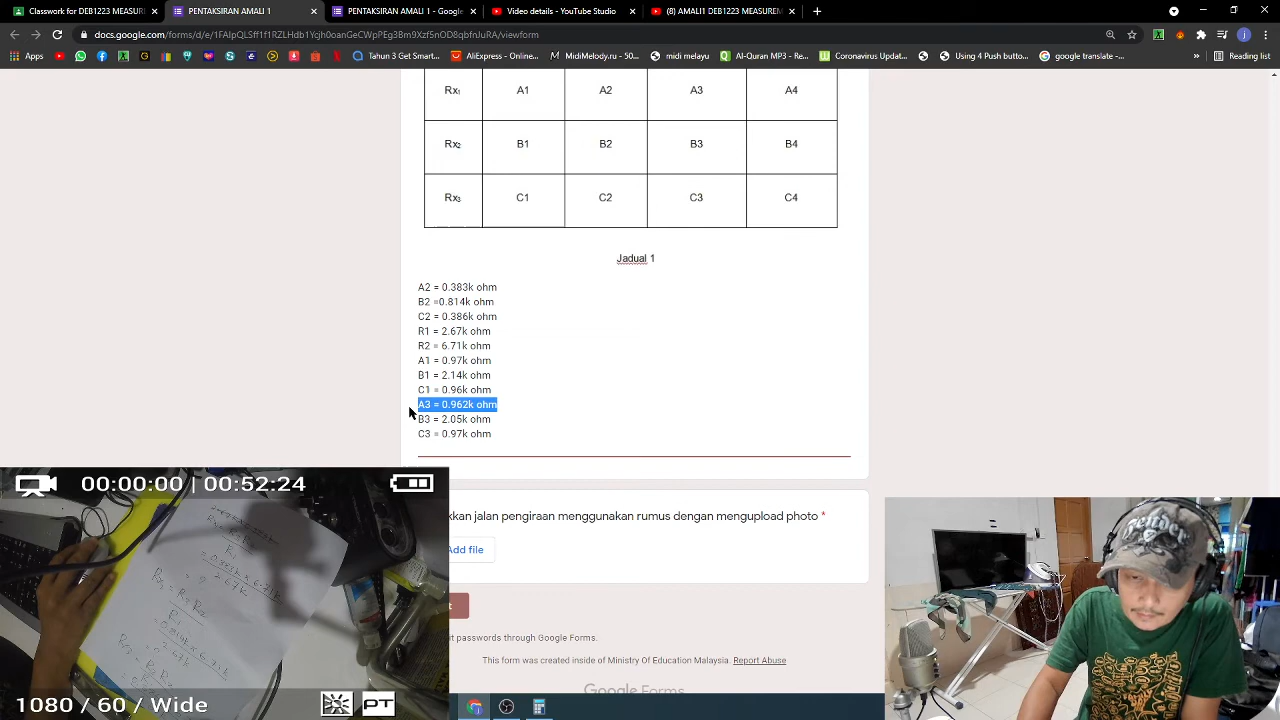 Classwork for DEB1223 MEASUR
PENTAKSIRAN AMALI 1
PENTAKSIRAN AMALI 1 - Google
Video details - YouTube Studio
(8) AMALI1 DEB1223 MEASUREM
docs.google.com/forms/d/e/1FAIpQLSff1f1RZLHdb1Ycjh0oanGeCWpPEg3Bm9Xzf5nOD8qbfnJuRA/viewform
Apps
Tahun 3 Get Smart...
AliExpress - Online...
MidiMelody.ru - 50...
midi melayu
Al-Quran MP3 - Re...
Coronavirus Updat...
Using 4 Push butto...
google translate -...
Reading list
Rx1 A1 A2 A3 A4
Rx2 B1 B2 B3 B4
Rx3 C1 C2 C3 C4
Jadual 1
A2 = 0.383k ohm
B2 =0.814k ohm
C2 = 0.386k ohm
R1 = 2.67k ohm
R2 = 6.71k ohm
A1 = 0.97k ohm
B1 = 2.14k ohm
C1 = 0.96k ohm
A3 = 0.962k ohm
B3 = 2.05k ohm
C3 = 0.97k ohm
kkan jalan pengiraan menggunakan rumus dengan mengupload photo *
Add file
t
it passwords through Google Forms.
This form was created inside of Ministry Of Education Malaysia. Report Abuse
Google Forms
00:00:00 | 00:52:24
1080 / 60 / Wide
PT
Fender